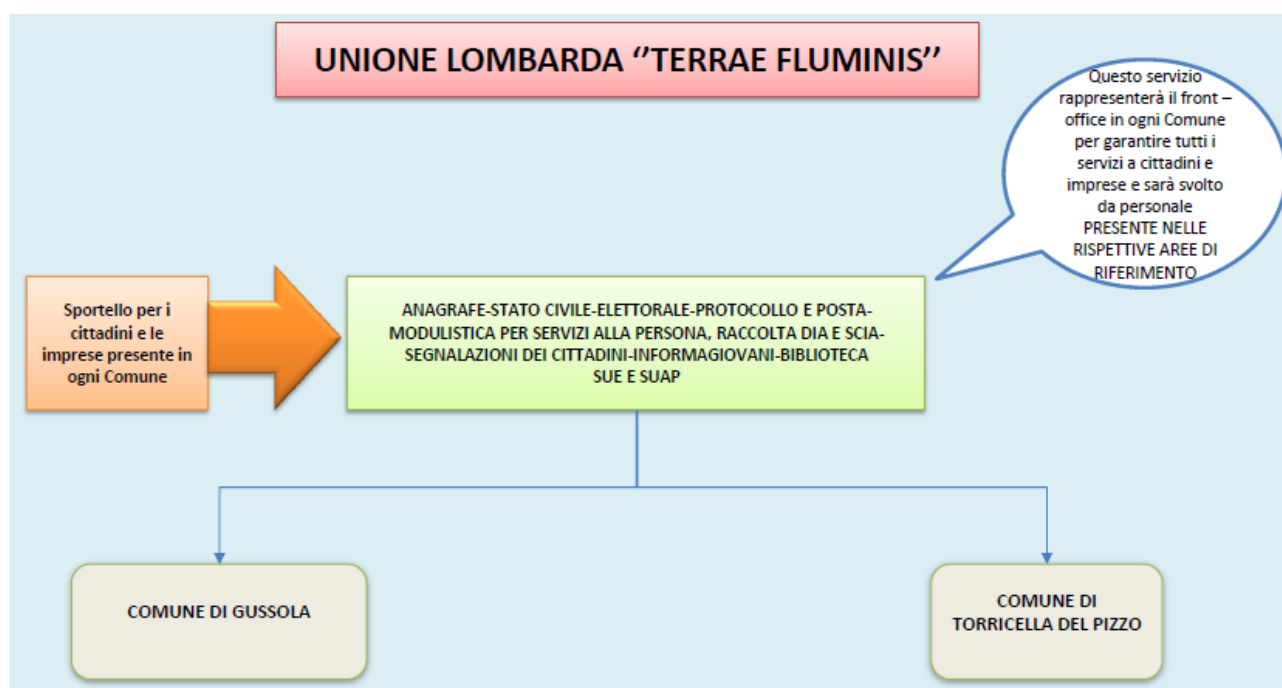 UNIONE LOMBARDA ‘’TERRAE FLUMINIS’’
Questo servizio
rappresenterà il front –
office in ogni Comune
per garantire tutti i
servizi a cittadini e
imprese e sarà svolto
da personale
PRESENTE NELLE
RISPETTIVE AREE DI
RIFERIMENTO
Sportello per i
cittadini e le
imprese presente in
ogni Comune
ANAGRAFE-STATO CIVILE-ELETTORALE-PROTOCOLLO E POSTA-
MODULISTICA PER SERVIZI ALLA PERSONA, RACCOLTA DIA E SCIA-
SEGNALAZIONI DEI CITTADINI-INFORMAGIOVANI-BIBLIOTECA
SUE E SUAP
COMUNE DI GUSSOLA
COMUNE DI
TORRICELLA DEL PIZZO